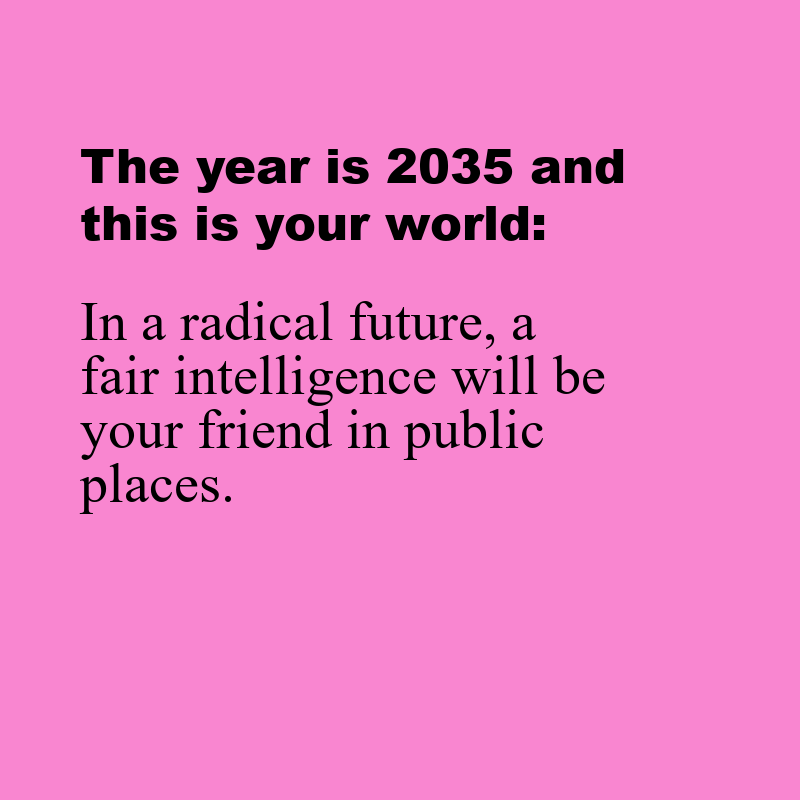 The year is 2035 and
this is your world:
In a radical future, a
fair intelligence will be
your friend in public
places.